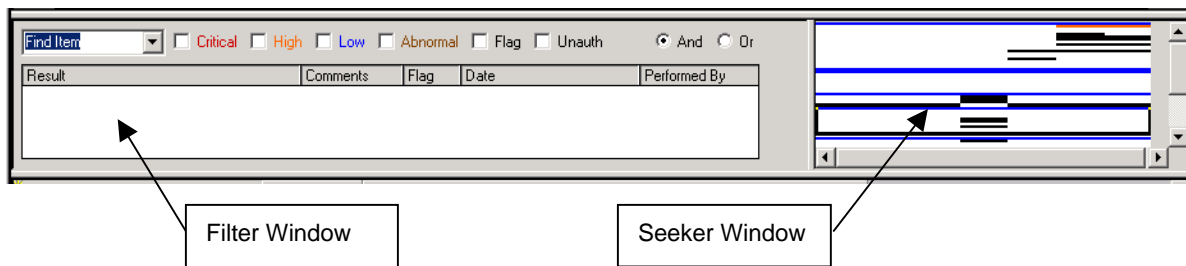 Find Item Critical High Low Abnormal Flag Unauth And Or
Result Comments Flag Date Performed By
Filter Window Seeker Window